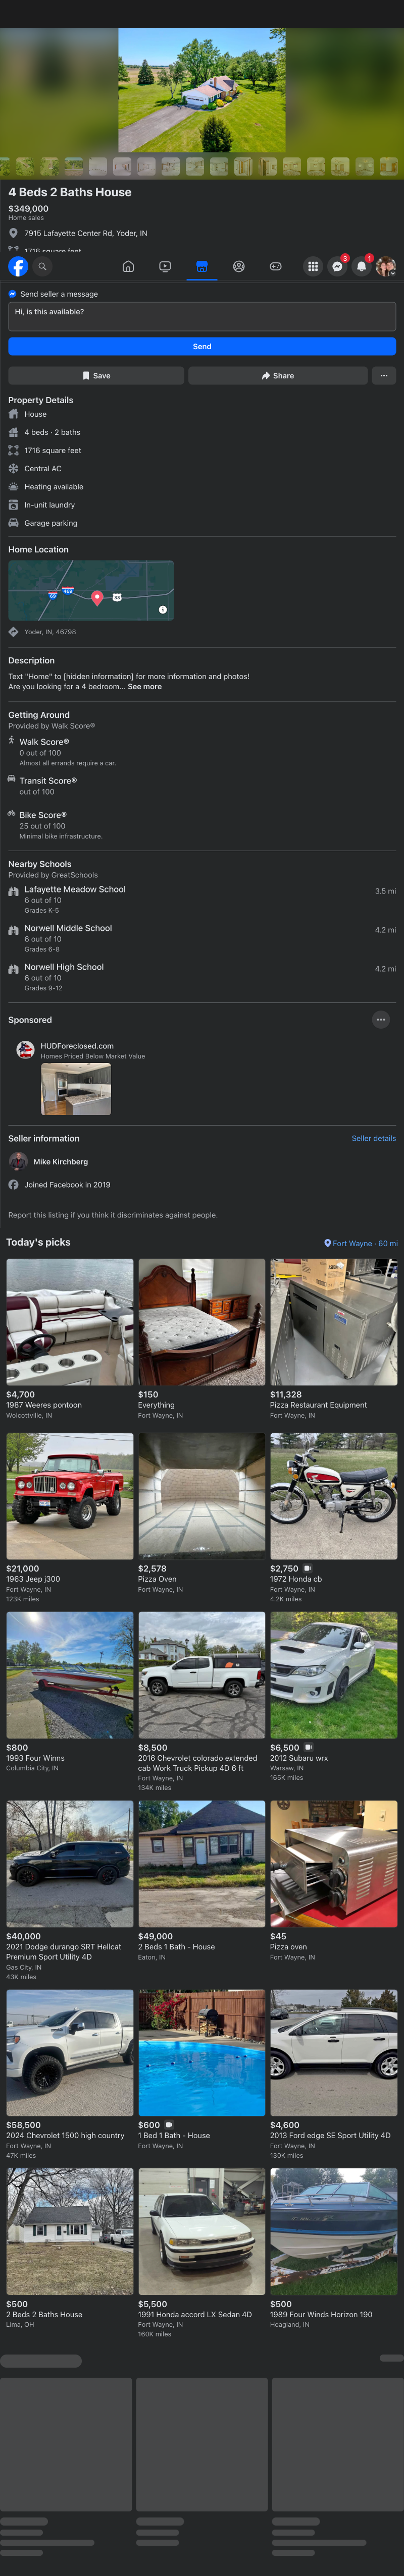 4 Beds 2 Baths House
$349,000
Home sales
7915 Lafayette Center Rd, Yoder, IN
1716 square feet
3
1
Send seller a message
Hi, is this available?
Send
Save
Share
Property Details
House
4 beds · 2 baths
1716 square feet
Central AC
Heating available
In-unit laundry
Garage parking
Home Location
69
469
33
Yoder, IN, 46798
Description
Text "Home" to [hidden information] for more information and photos!
Are you looking for a 4 bedroom... See more
Getting Around
Provided by Walk Score®
Walk Score®
0 out of 100
Almost all errands require a car.
Transit Score®
out of 100
Bike Score®
25 out of 100
Minimal bike infrastructure.
Nearby Schools
Provided by GreatSchools
Lafayette Meadow School
3.5 mi
6 out of 10
Grades K-5
Norwell Middle School
4.2 mi
6 out of 10
Grades 6-8
Norwell High School
4.2 mi
6 out of 10
Grades 9-12
Sponsored
HUDForeclosed.com
Homes Priced Below Market Value
Seller information
Seller details
Mike Kirchberg
Joined Facebook in 2019
Report this listing if you think it discriminates against people.
Today's picks
Fort Wayne · 60 mi
$4,700
1987 Weeres pontoon
Wolcottville, IN
$150
Everything
Fort Wayne, IN
$11,328
Pizza Restaurant Equipment
Fort Wayne, IN
$21,000
1963 Jeep j300
Fort Wayne, IN
123K miles
$2,578
Pizza Oven
Fort Wayne, IN
$2,750
1972 Honda cb
Fort Wayne, IN
4.2K miles
$800
1993 Four Winns
Columbia City, IN
$8,500
2016 Chevrolet colorado extended
cab Work Truck Pickup 4D 6 ft
Fort Wayne, IN
134K miles
$6,500
2012 Subaru wrx
Warsaw, IN
165K miles
$40,000
2021 Dodge durango SRT Hellcat
Premium Sport Utility 4D
Gas City, IN
43K miles
$49,000
2 Beds 1 Bath - House
Eaton, IN
$45
Pizza oven
Fort Wayne, IN
$58,500
2024 Chevrolet 1500 high country
Fort Wayne, IN
47K miles
$600
1 Bed 1 Bath - House
Fort Wayne, IN
$4,600
2013 Ford edge SE Sport Utility 4D
Fort Wayne, IN
130K miles
$500
2 Beds 2 Baths House
Lima, OH
$5,500
1991 Honda accord LX Sedan 4D
Fort Wayne, IN
160K miles
$500
1989 Four Winds Horizon 190
Hoagland, IN